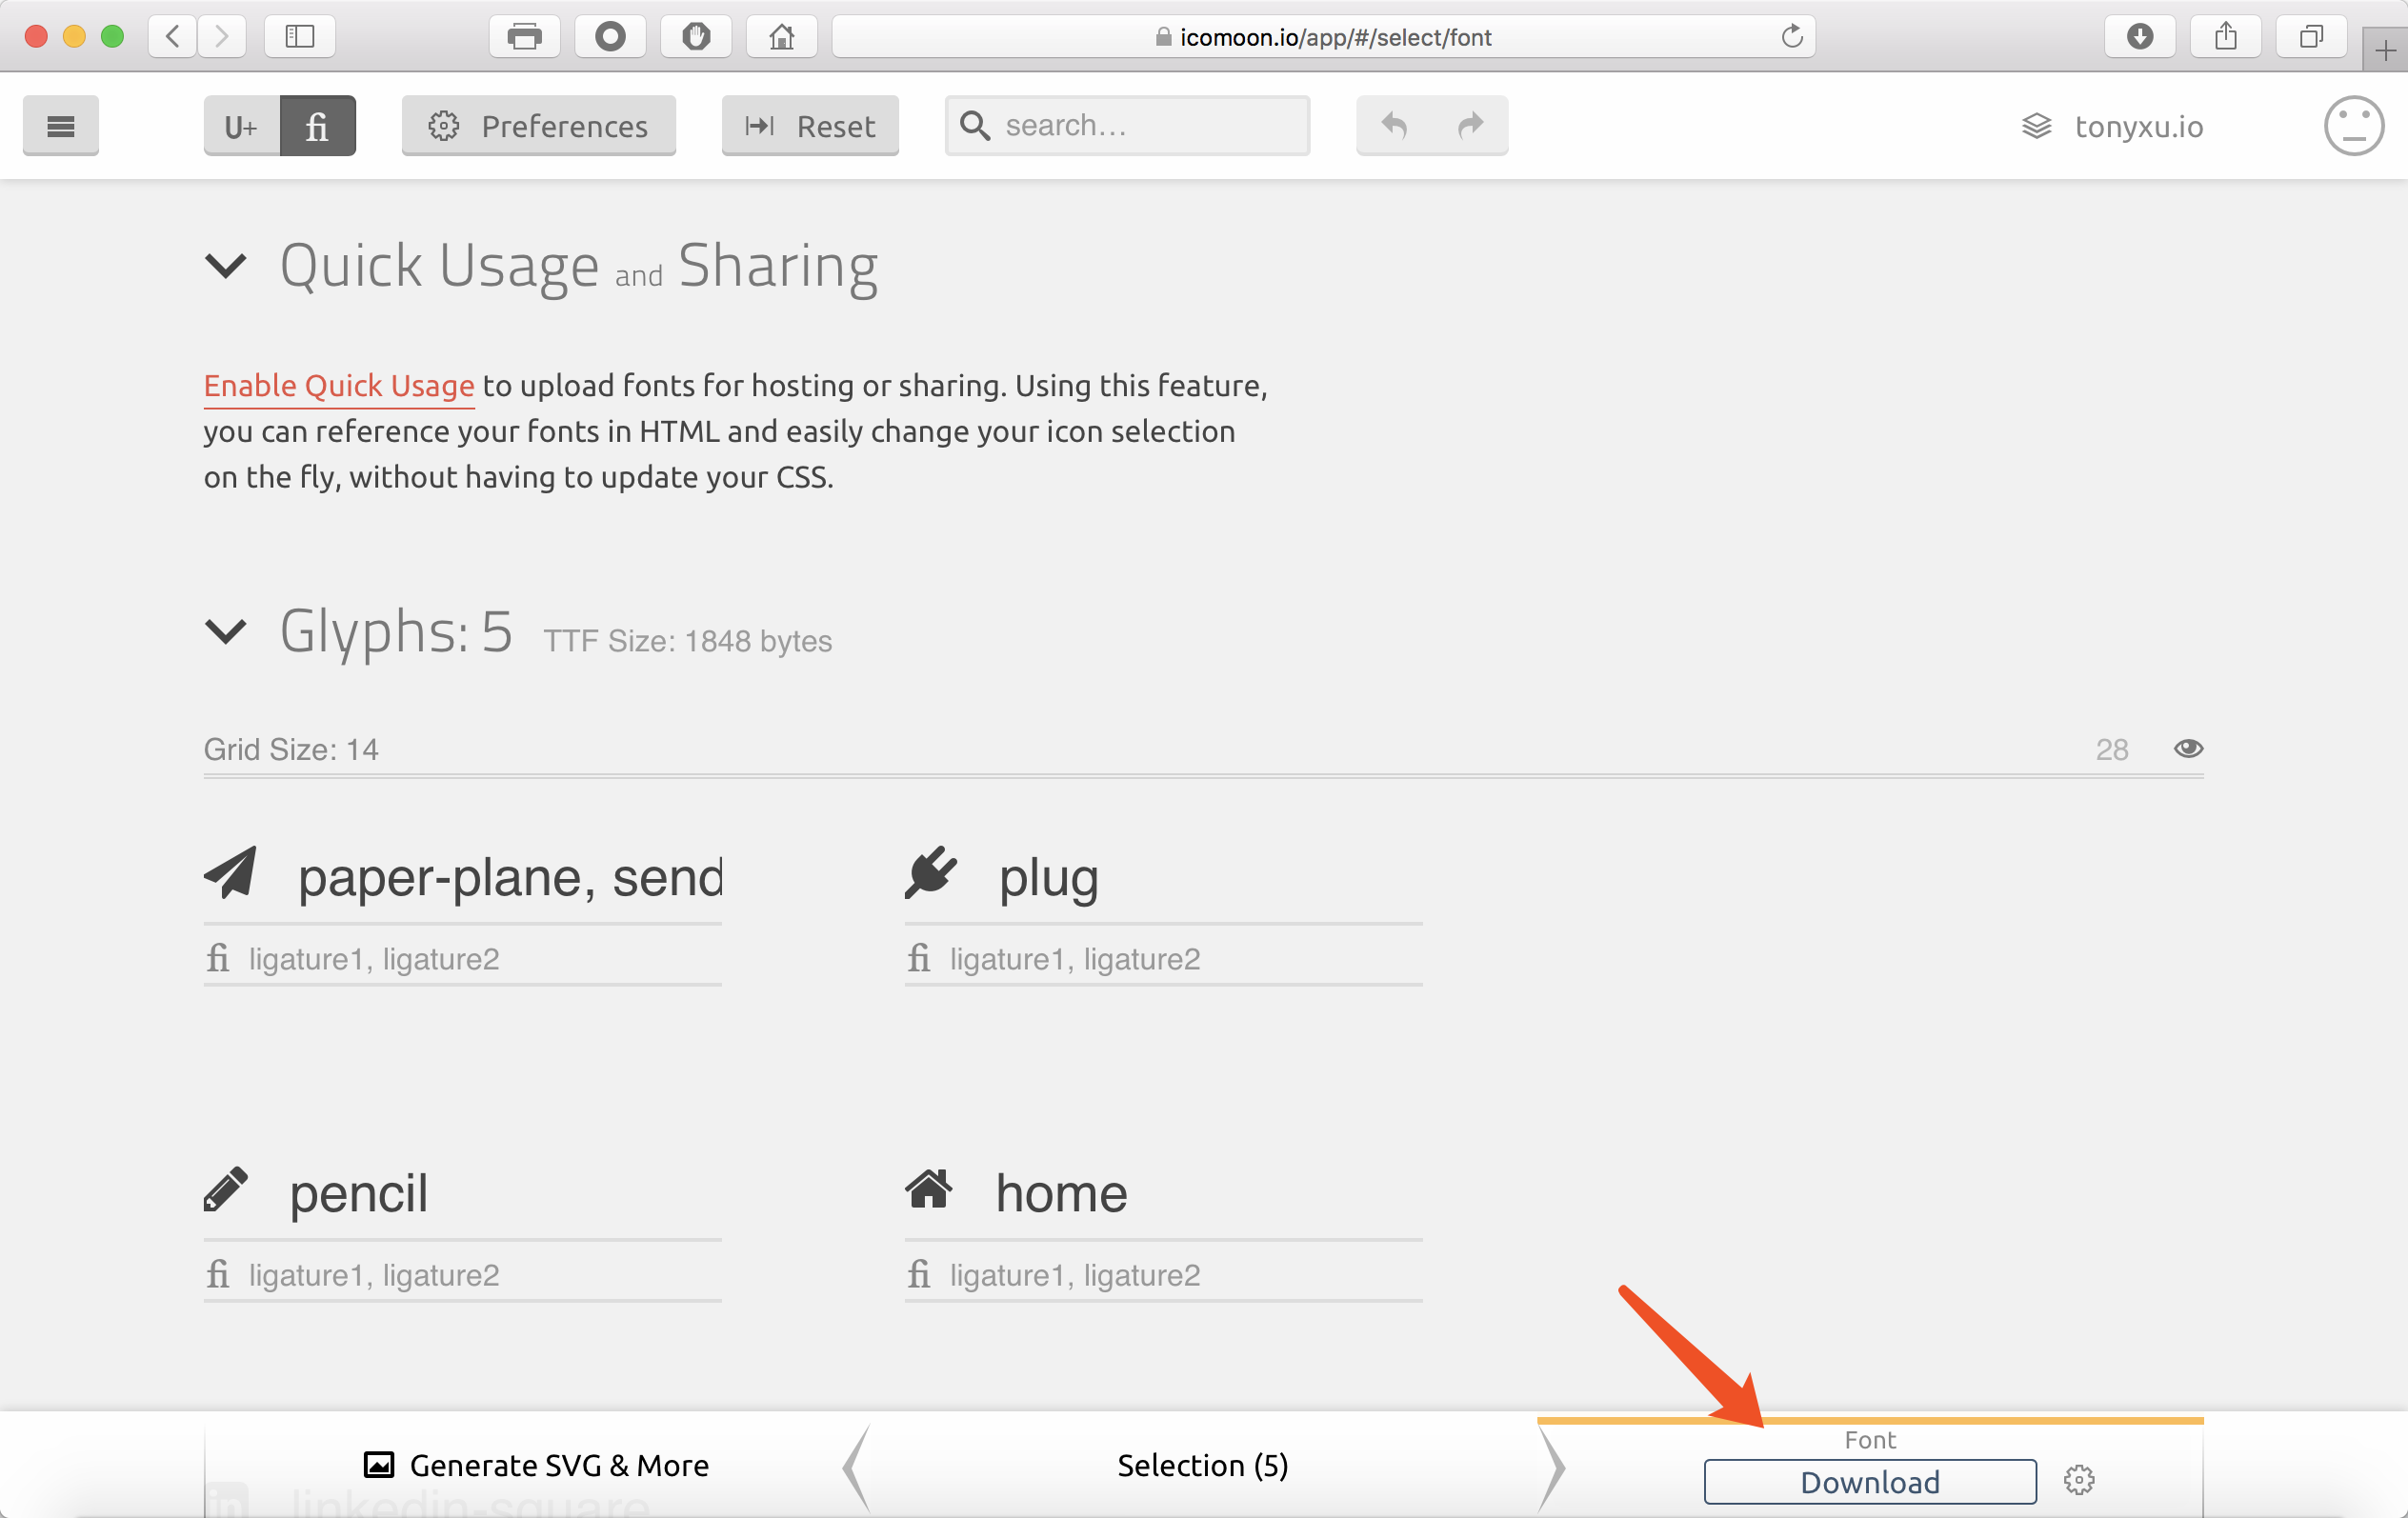 icomoon.io/app/#/select/font
U+ fi Preferences Reset search... tonyxu.io
Quick Usage and Sharing
Enable Quick Usage to upload fonts for hosting or sharing. Using this feature,
you can reference your fonts in HTML and easily change your icon selection
on the fly, without having to update your CSS.
Glyphs: 5 TTF Size: 1848 bytes
Grid Size: 14 28
paper-plane, send plug
fi ligature1, ligature2 fi ligature1, ligature2
pencil home
fi ligature1, ligature2 fi ligature1, ligature2
Font
Generate SVG & More Selection (5) Download
in linkedin-square